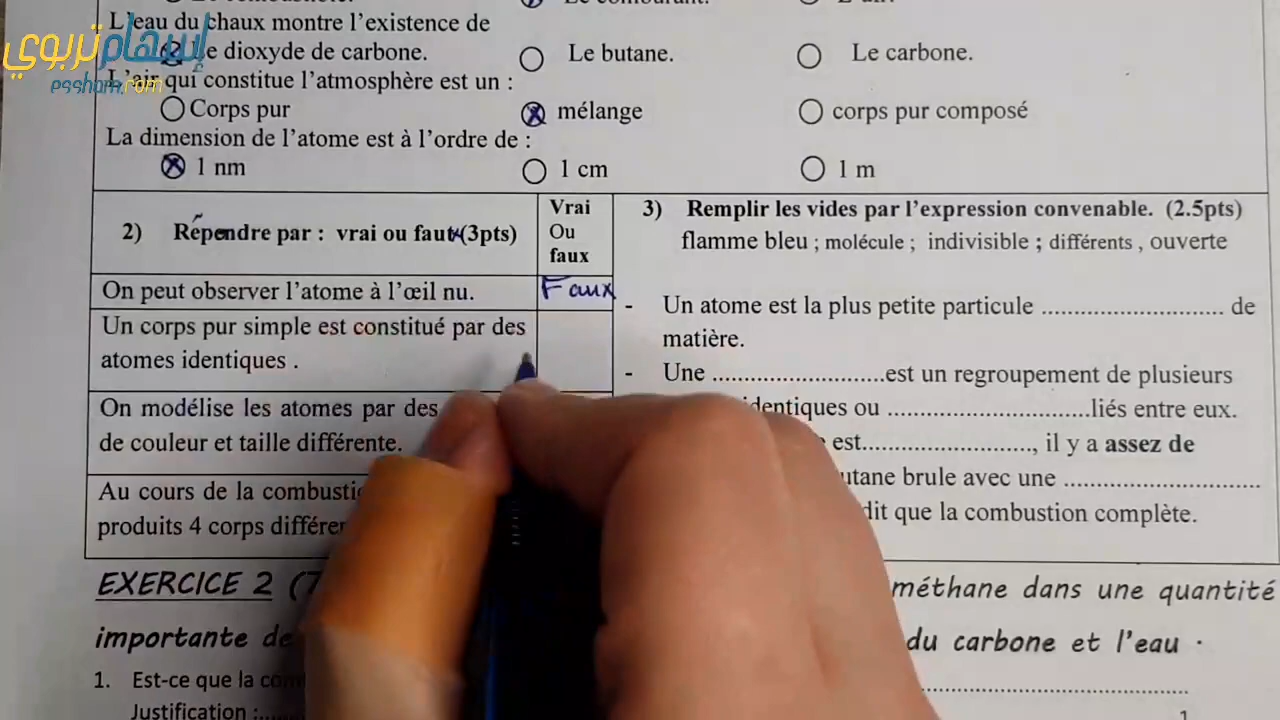 إسهام تربوي
essham.com
L'eau du chaux montre l'existence de
Le dioxyde de carbone. Le butane. Le carbone.
L'air qui constitue l'atmosphère est un :
Corps pur mélange corps pur composé
La dimension de l'atome est à l'ordre de :
1 nm 1 cm 1 m
2) Répendre par : vrai ou faux (3pts)
Vrai
Ou
faux
On peut observer l'atome à l'œil nu. Faux
Un corps pur simple est constitué par des
atomes identiques .
On modélise les atomes par des
de couleur et taille différente.
Au cours de la
produits 4 corps
3) Remplir les vides par l'expression convenable. (2.5pts)
flamme bleu ; molécule ; indivisible ; différents , ouverte
- Un atome est la plus petite particule ............................ de
matière.
- Une ..........................est un regroupement de plusieurs
identiques ou ...............................liés entre eux.
est.........................., il y a assez de
brule avec une ..............................
dit que la combustion complète.
EXERCICE 2 (7
méthane dans une quantité
importante de
du carbone et l'eau .
1. Est-ce que la
Justification :......